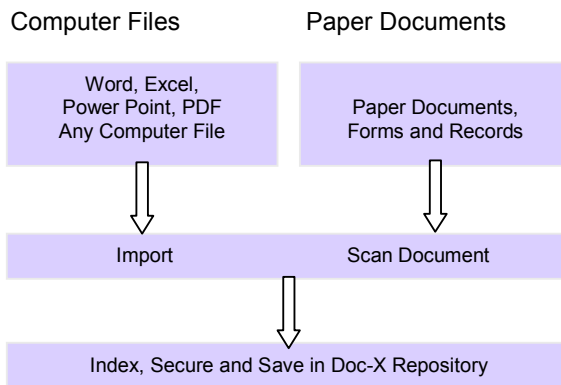 Computer Files
Paper Documents
Word, Excel,
Power Point, PDF
Any Computer File
Paper Documents,
Forms and Records
Import
Scan Document
Index, Secure and Save in Doc-X Repository